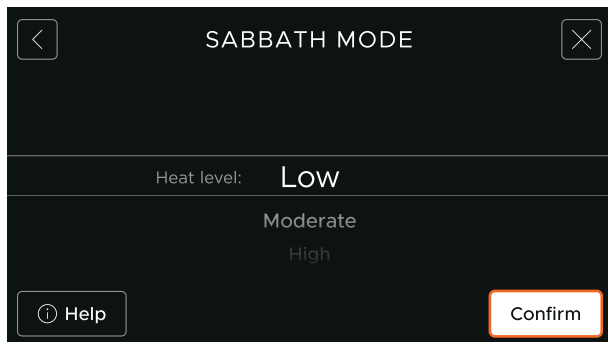 SABBATH MODE
Heat level: Low
Moderate
High
Help
Confirm